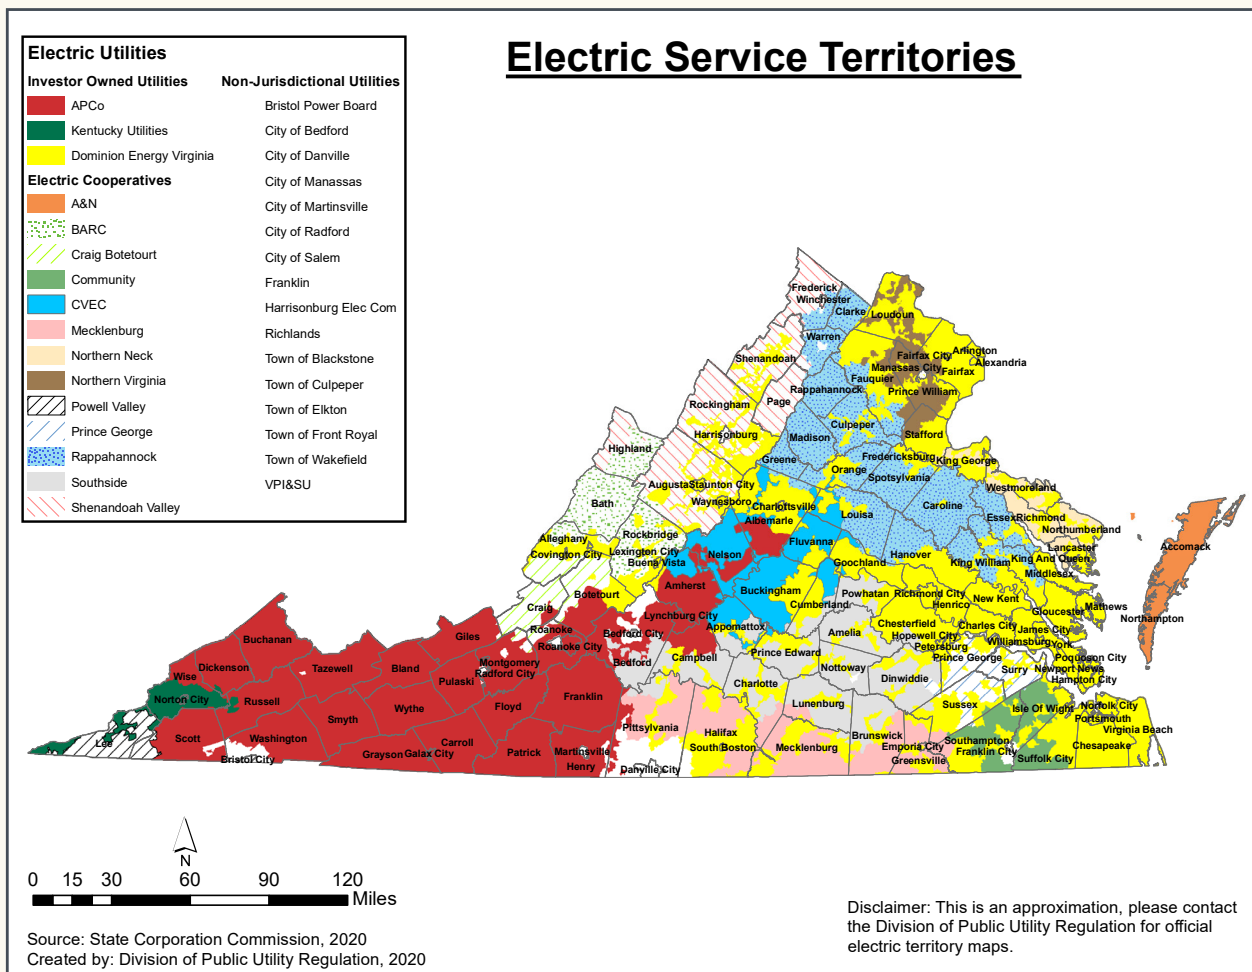 Electric Service Territories
Electric Utilities
Investor Owned Utilities
APCo
Kentucky Utilities
Dominion Energy Virginia
Electric Cooperatives
A&N
BARC
Craig Botetourt
Community
CVEC
Mecklenburg
Northern Neck
Northern Virginia
Powell Valley
Prince George
Rappahannock
Southside
Shenandoah Valley
Non-Jurisdictional Utilities
Bristol Power Board
City of Bedford
City of Danville
City of Manassas
City of Martinsville
City of Radford
City of Salem
Franklin
Harrisonburg Elec Com
Richlands
Town of Blackstone
Town of Culpeper
Town of Elkton
Town of Front Royal
Town of Wakefield
VPI&SU
Frederick
Winchester
Clarke
Loudoun
Warren
Arlington
Fairfax City
Alexandria
Shenandoah
Manassas City
Fairfax
Fauquier
Rappahannock
Prince William
Page
Rockingham
Culpeper
Stafford
Harrisonburg
Madison
Highland
Greene
Fredericksburg
King George
Orange
Spotsylvania
Augusta
Staunton City
Westmoreland
Bath
Waynesboro
Charlottsville
Caroline
Louisa
Albemarle
Essex
Richmond
Northumberland
Rockbridge
Alleghany
Fluvanna
Lancaster
Accomack
Covington City
Lexington City
Nelson
Hanover
King And Queen
Buena Vista
Goochland
King William
Middlesex
Amherst
Buckingham
Powhatan
Richmond City
New Kent
Botetourt
Cumberland
Henrico
Craig
Gloucester
Mathews
Lynchburg City
Northampton
Chesterfield
Charles City
Appomattox
James City
Roanoke
Bedford City
Amelia
Hopewell City
Giles
Buchanan
Williamsburg
York
Roanoke City
Petersburg
Prince Edward
Prince George
Poquoson City
Campbell
Montgomery
Bedford
Dickenson
Tazewell
Bland
Nottoway
Surry
Newport News
Radford City
Wise
Pulaski
Dinwiddie
Hampton City
Charlotte
Norton City
Russell
Franklin
Lunenburg
Sussex
Isle Of Wight
Norfolk City
Wythe
Floyd
Smyth
Portsmouth
Pittsylvania
Halifax
Virginia Beach
Scott
Washington
Brunswick
Southampton
Lee
Carroll
Patrick
Martinsville
South Boston
Mecklenburg
Emporia City
Franklin City
Chesapeake
Grayson
Galax City
Bristol City
Greensville
Suffolk City
Henry
Danville City
N
0 15 30 60 90 120
Miles
Source: State Corporation Commission, 2020
Created by: Division of Public Utility Regulation, 2020
Disclaimer: This is an approximation, please contact
the Division of Public Utility Regulation for official
electric territory maps.